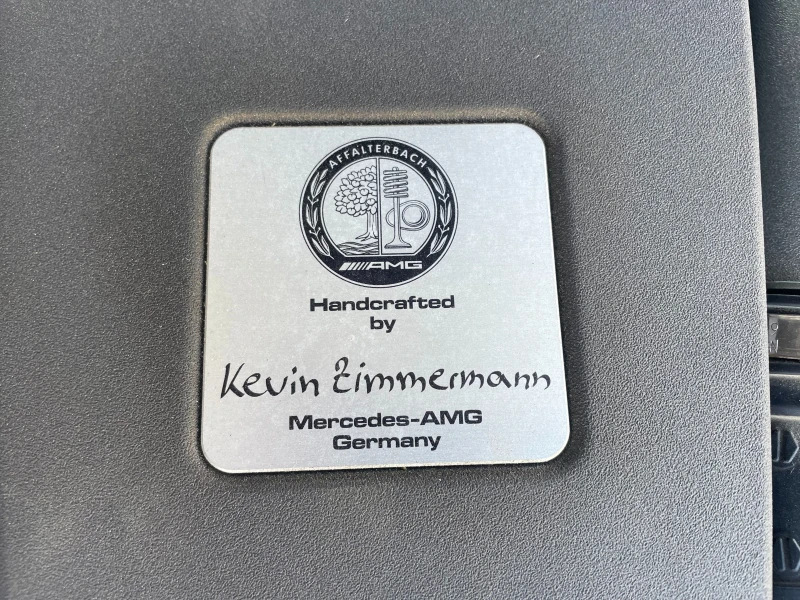 AFFALTERBACH
AMG
Handcrafted
by
Kevin Zimmermann
Mercedes-AMG
Germany